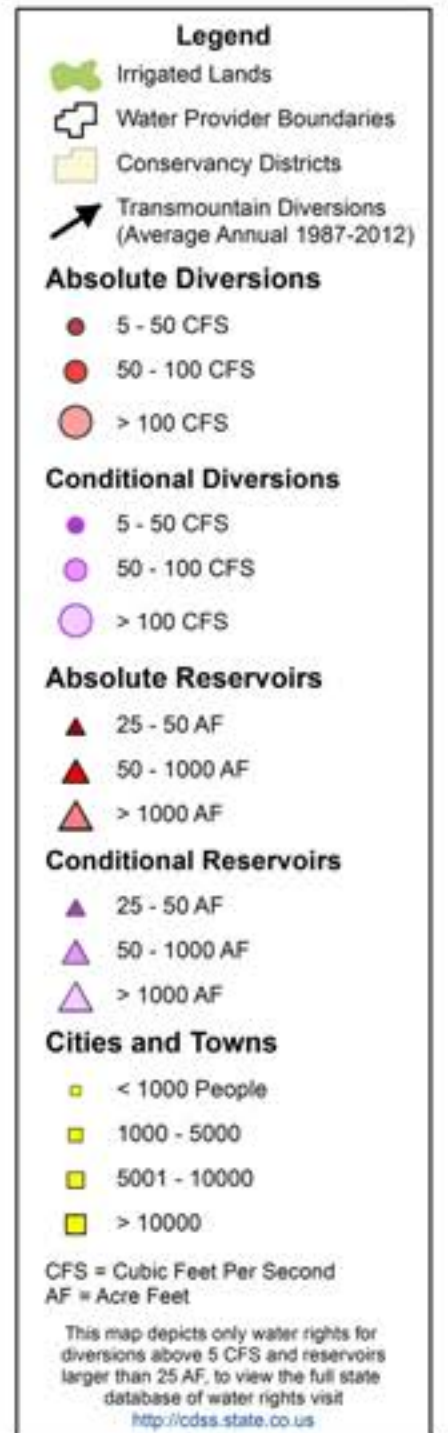 Legend
Irrigated Lands
Water Provider Boundaries
Conservancy Districts
Transmountain Diversions
(Average Annual 1987-2012)
Absolute Diversions
5 - 50 CFS
50 - 100 CFS
> 100 CFS
Conditional Diversions
5 - 50 CFS
50 - 100 CFS
> 100 CFS
Absolute Reservoirs
25 - 50 AF
50 - 1000 AF
> 1000 AF
Conditional Reservoirs
25 - 50 AF
50 - 1000 AF
> 1000 AF
Cities and Towns
< 1000 People
1000 - 5000
5001 - 10000
> 10000
CFS = Cubic Feet Per Second
AF = Acre Feet
This map depicts only water rights for
diversions above 5 CFS and reservoirs
larger than 25 AF, to view the full state
database of water rights visit
http://cdss.state.co.us